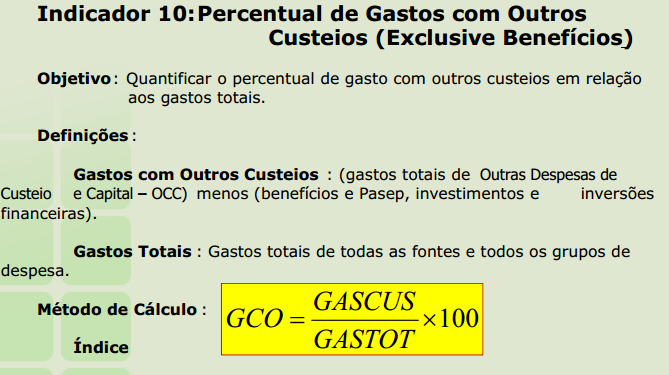 Indicador 10:Percentual de Gastos com Outros
Custeios (Exclusive Benefícios)
Objetivo: Quantificar o percentual de gasto com outros custeios em relação
aos gastos totais.
Definições:
Gastos com Outros Custeios : (gastos totais de Outras Despesas de
Custeio e Capital – OCC) menos (benefícios e Pasep, investimentos e inversões
financeiras).
Gastos Totais : Gastos totais de todas as fontes e todos os grupos de
despesa.
Método de Cálculo :
GCO = GASCUS / GASTOT × 100
Índice